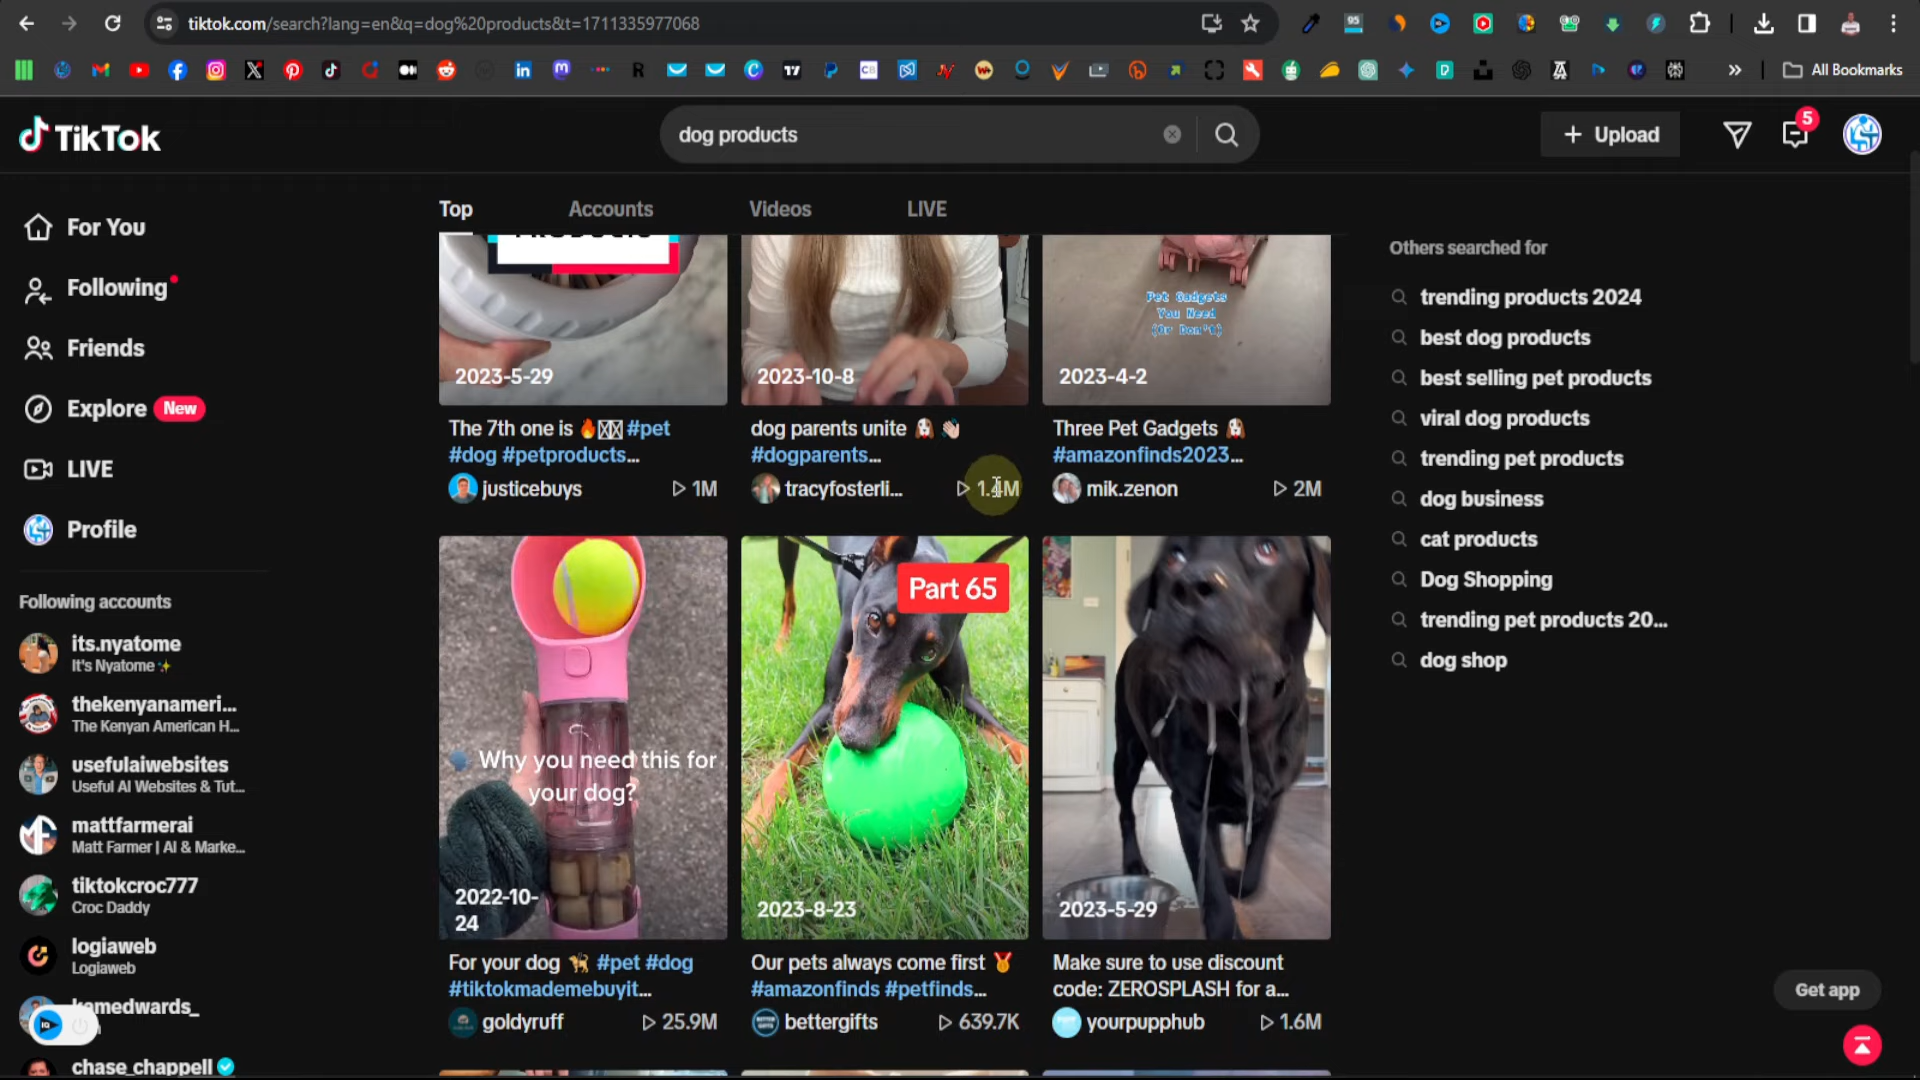 tiktok.com/search?lang=en&q=dog%20products&t=1711335977068
All Bookmarks
TikTok
dog products
Upload
5
Top
Accounts
Videos
LIVE
For You
Following
Friends
Explore New
LIVE
Profile
Following accounts
its.nyatome
It's Nyatome
thekenyanameri...
The Kenyan American H...
usefulaiwebsites
Useful AI Websites & Tut...
mattfarmerai
Matt Farmer | AI & Marke...
tiktokcroc777
Croc Daddy
logiaweb
Logiaweb
chase_chappell
2023-5-29
The 7th one is 🔥 #pet
#dog #petproducts...
justicebuys
1M
2023-10-8
dog parents unite
#dogparents...
tracyfosterli...
Pet Gadgets
You Need
(Or Don't)
2023-4-2
Three Pet Gadgets
#amazonfinds2023...
mik.zenon
2M
Why you need this for
your dog?
2022-10-
24
For your dog #pet #dog
#tiktokmademebuyit...
goldyruff
25.9M
Part 65
2023-8-23
Our pets always come first
#amazonfinds #petfinds...
bettergifts
639.7K
2023-5-29
Make sure to use discount
code: ZEROSPLASH for a...
yourpupphub
1.6M
Others searched for
trending products 2024
best dog products
best selling pet products
viral dog products
trending pet products
dog business
cat products
Dog Shopping
trending pet products 20...
dog shop
Get app